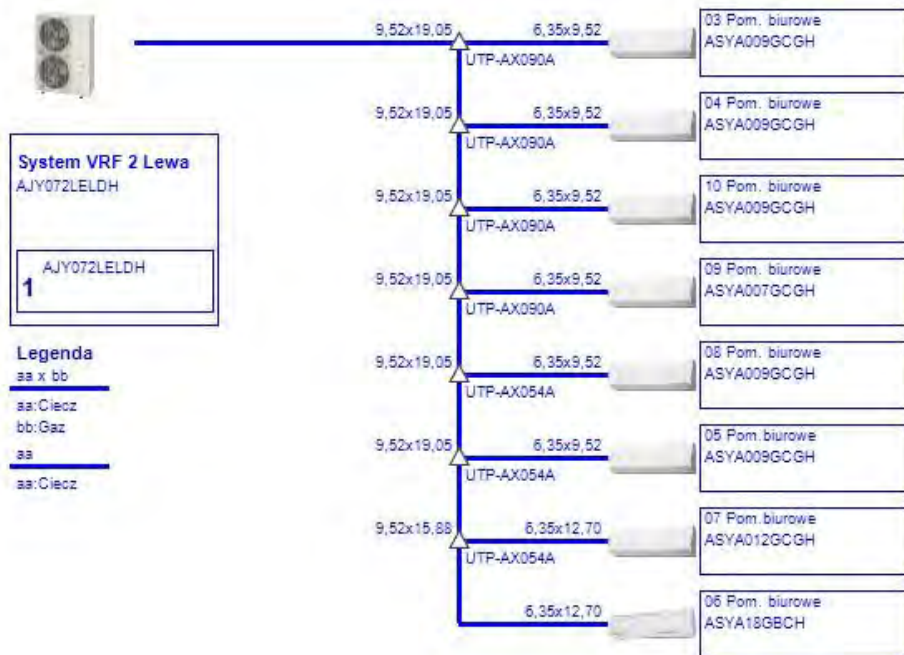 9,52x19,05
6,35x9,52
03 Pom. biurowe
ASYA009GCGH
UTP-AX090A
9,52x19,05
6,35x9,52
04 Pom. biurowe
ASYA009GCGH
UTP-AX090A
System VRF 2 Lewa
AJY072LELDH
9,52x19,05
6,35x9,52
10 Pom. biurowe
ASYA009GCGH
UTP-AX090A
AJY072LELDH
1
9,52x19,05
6,35x9,52
09 Pom. biurowe
ASYA007GCGH
UTP-AX090A
Legenda
aa x bb
aa:Ciecz
bb:Gaz
aa
aa:Ciecz
9,52x19,05
6,35x9,52
08 Pom. biurowe
ASYA009GCGH
UTP-AX054A
9,52x19,05
6,35x9,52
05 Pom.biurowe
ASYA009GCGH
UTP-AX054A
9,52x15,88
6,35x12,70
07 Pom.biurowe
ASYA012GCGH
UTP-AX054A
6,35x12,70
06 Pom. biurowe
ASYA18GBCH